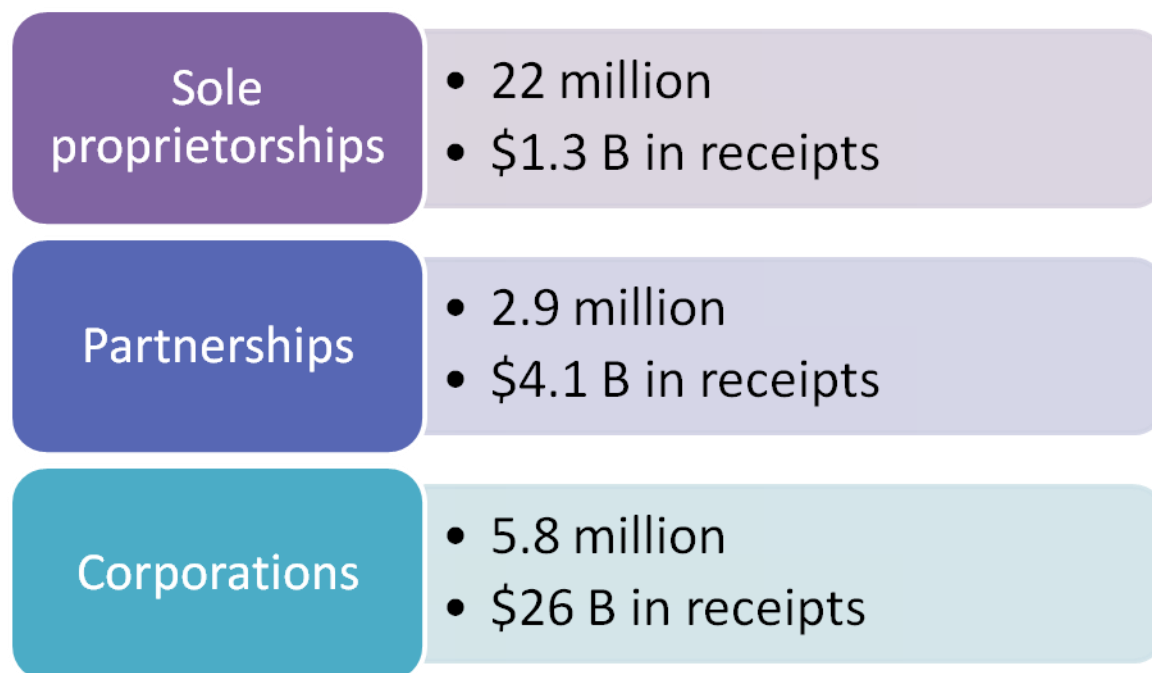 Sole
proprietorships
• 22 million
• $1.3 B in receipts
Partnerships
• 2.9 million
• $4.1 B in receipts
Corporations
• 5.8 million
• $26 B in receipts